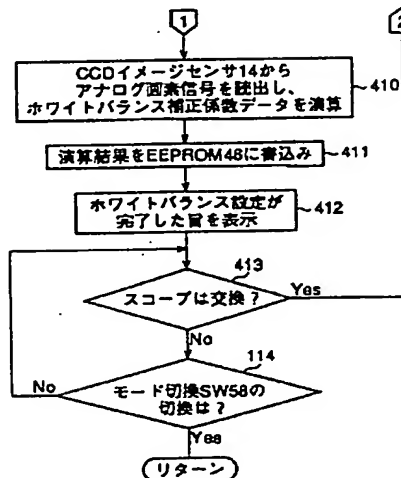 1
2
CCDイメージセンサ14から
アナログ画素信号を読出し、
ホワイトバランス補正係数データを演算
410
演算結果をEEPROM48に書込み
411
ホワイトバランス設定が
完了した旨を表示
412
413
スコープは交換？
Yes
No
114
モード切換SW58の
切換は？
No
Yes
リターン